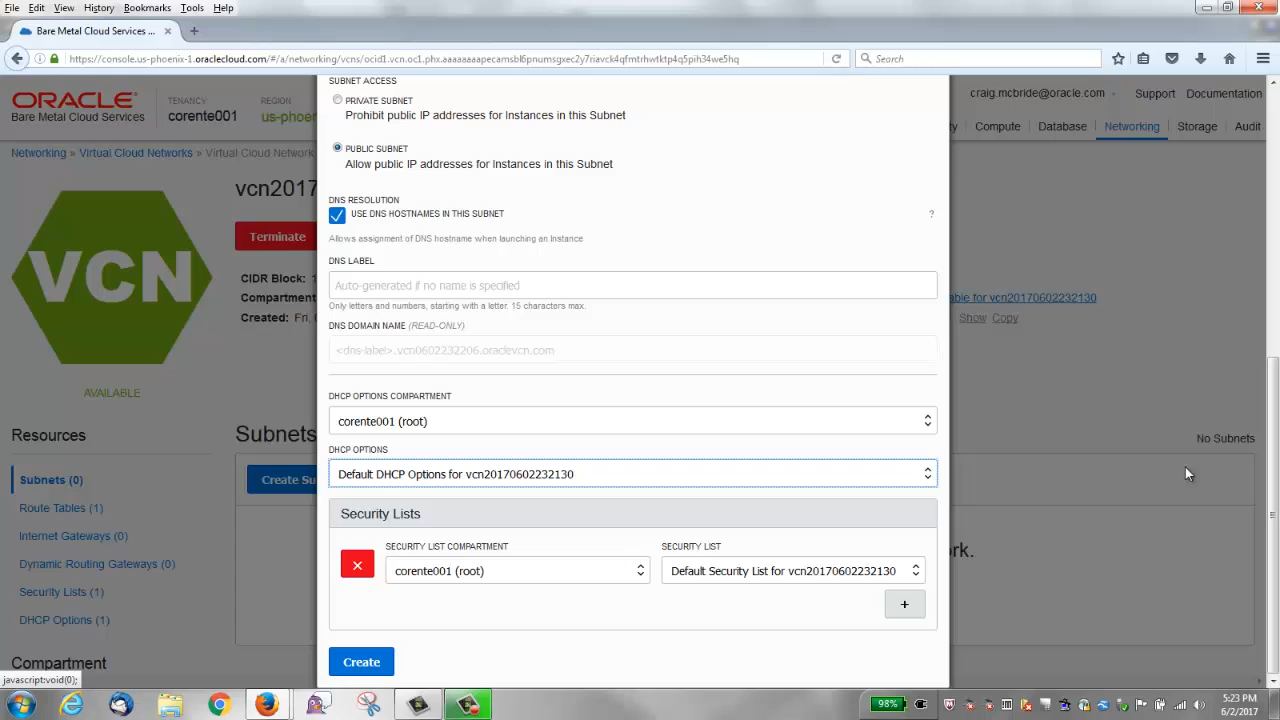 File Edit View History Bookmarks Tools Help
Bare Metal Cloud Services ...
https://console.us-phoenix-1.oraclecloud.com/#/a/networking/vcns/ocid1.vcn.oc1.phx.aaaaaaaapecamsbl6pnumsgxec2y7riavck4qfmtrhwtktp4q5pih34we5hq
Search
ORACLE
Bare Metal Cloud Services
TENANCY
corente001
REGION
us-phoen
craig.mcbride@oracle.com Support Documentation
y Compute Database Networking Storage Audit
Networking » Virtual Cloud Networks » Virtual Cloud Network
VCN
AVAILABLE
vcn2017
Terminate
CIDR Block: 1
Compartment
Created: Fri,
able for vcn20170602232130
Show Copy
Resources
Subnets (0)
Route Tables (1)
Internet Gateways (0)
Dynamic Routing Gateways (0)
Security Lists (1)
DHCP Options (1)
Compartment
Subnets
No Subnets
Create Su
rk.
SUBNET ACCESS
PRIVATE SUBNET
Prohibit public IP addresses for Instances in this Subnet
PUBLIC SUBNET
Allow public IP addresses for Instances in this Subnet
DNS RESOLUTION
USE DNS HOSTNAMES IN THIS SUBNET
?
Allows assignment of DNS hostname when launching an Instance
DNS LABEL
Auto-generated if no name is specified
Only letters and numbers, starting with a letter. 15 characters max.
DNS DOMAIN NAME (READ-ONLY)
<dns-label>.vcn0602232206.oraclevcn.com
DHCP OPTIONS COMPARTMENT
corente001 (root)
DHCP OPTIONS
Default DHCP Options for vcn20170602232130
Security Lists
SECURITY LIST COMPARTMENT
corente001 (root)
SECURITY LIST
Default Security List for vcn20170602232130
+
Create
javascript:void(0);
98%
5:23 PM
6/2/2017